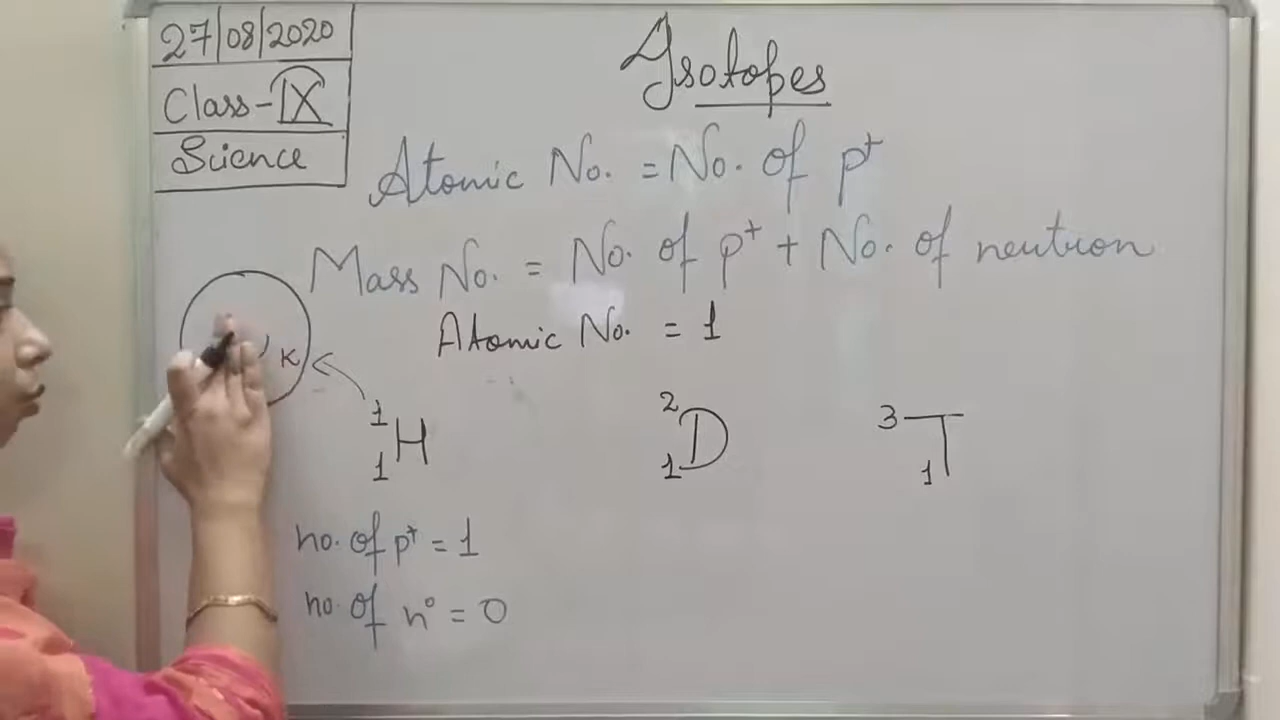 27/08/2020
Class-IX
Science
Isotopes
Atomic No. = No. of p⁺
Mass No. = No. of p⁺ + No. of neutron
Atomic No. = 1
K
¹₁H
²₁D
³₁T
no. of p⁺ = 1
no. of n° = 0